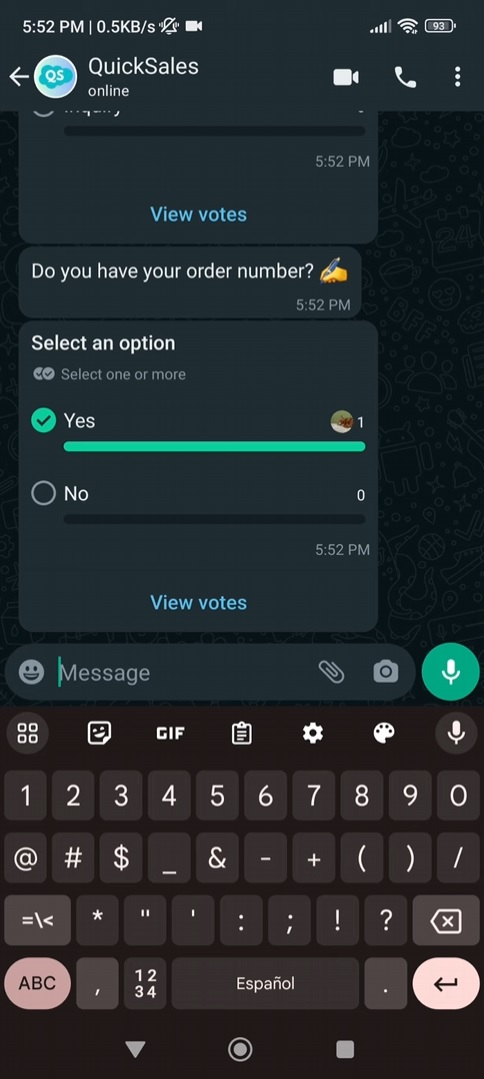 5:52 PM | 0.5KB/s
93
QS
QuickSales
online
5:52 PM
View votes
Do you have your order number? ✍️
5:52 PM
Select an option
Select one or more
Yes 1
No 0
5:52 PM
View votes
Message
GIF
1 2 3 4 5 6 7 8 9 0
@ # $ _ & - + ( ) /
=\< * " ' : ; ! ?
ABC , 12 34 Español .